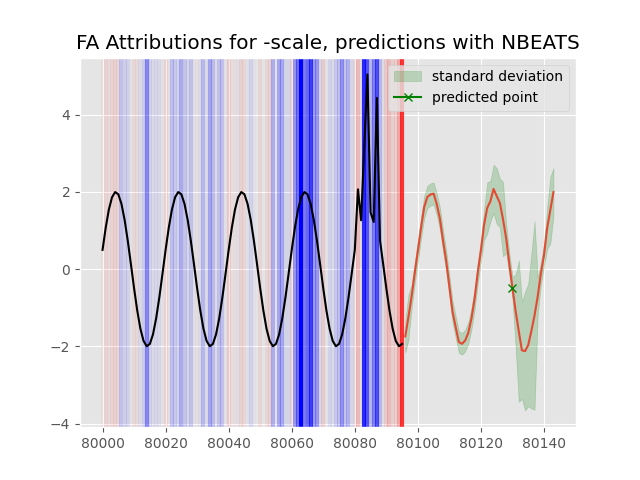 FA Attributions for -scale, predictions with NBEATS
standard deviation
predicted point
4
2
0
−2
−4
80000 80020 80040 80060 80080 80100 80120 80140